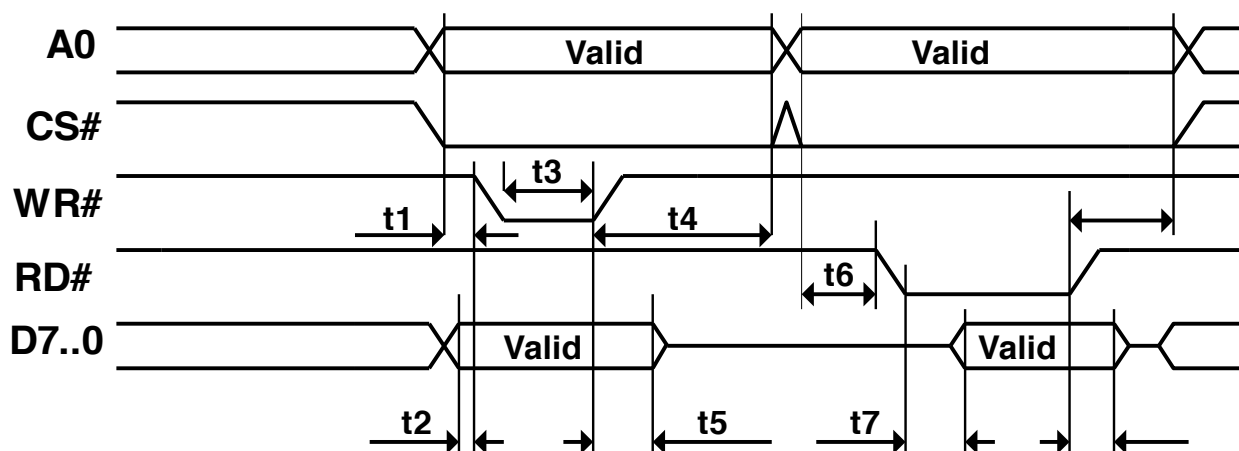 A0 Valid Valid
CS#
WR# t3
t1 t4
RD# t6
D7..0 Valid Valid
t2 t5 t7